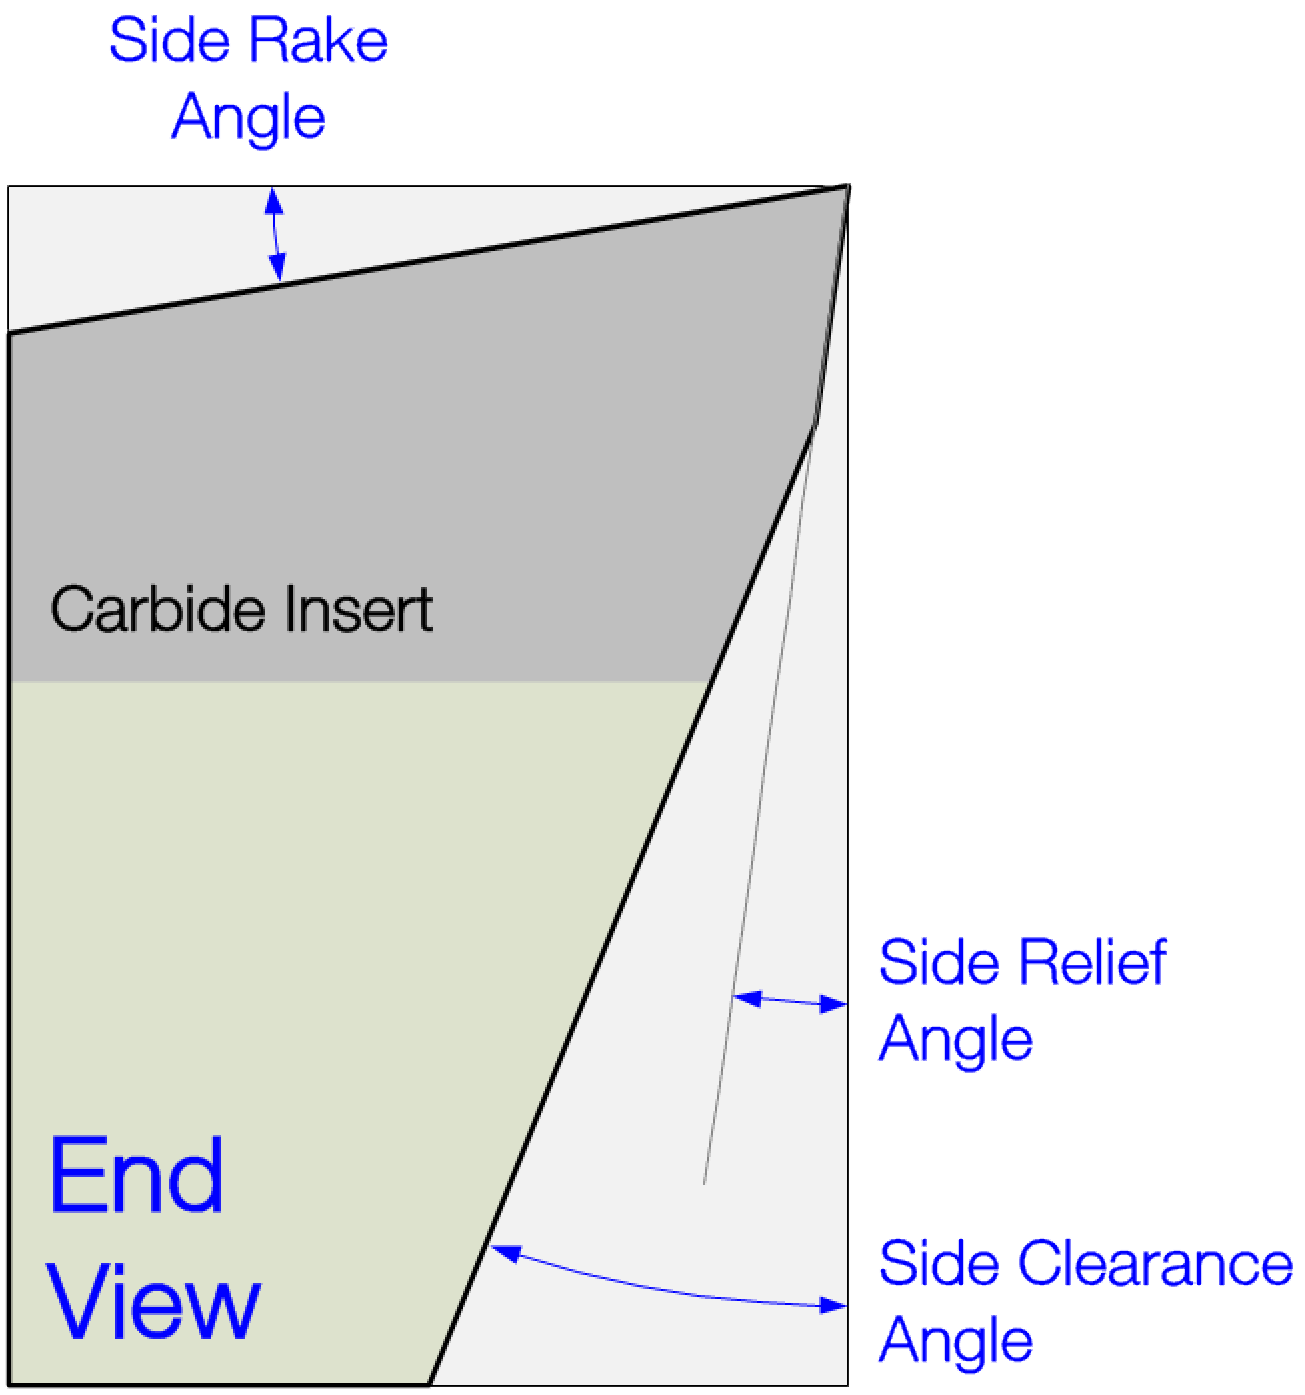 Side Rake
Angle
Carbide Insert
Side Relief
Angle
End
View
Side Clearance
Angle